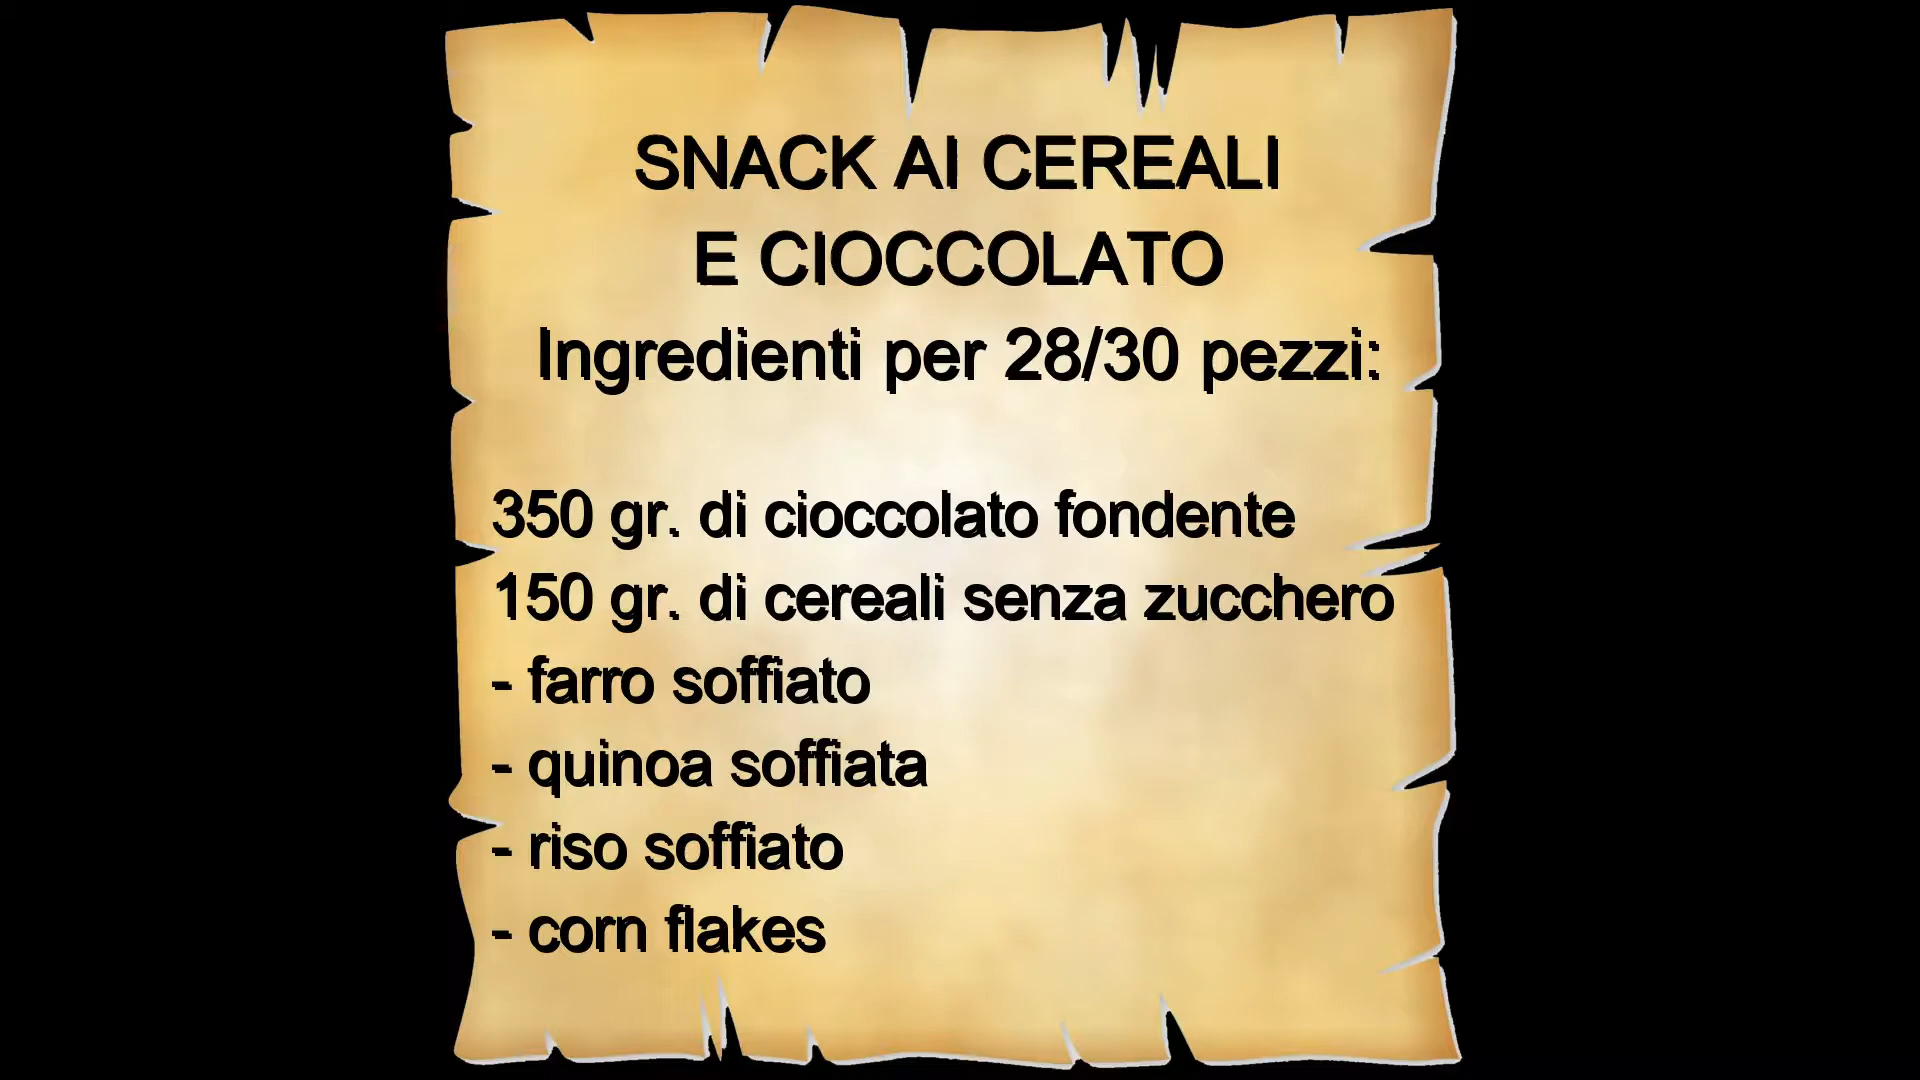 SNACK AI CEREALI
E CIOCCOLATO
Ingredienti per 28/30 pezzi:
350 gr. di cioccolato fondente
150 gr. di cereali senza zucchero
- farro soffiato
- quinoa soffiata
- riso soffiato
- corn flakes